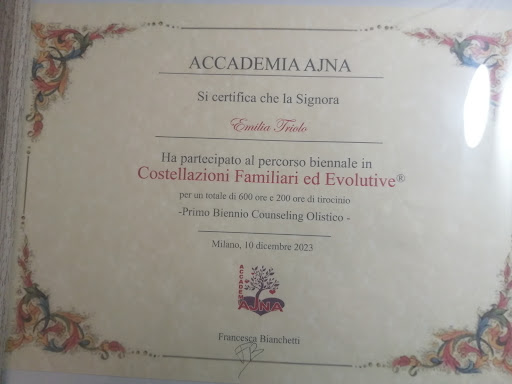 ACCADEMIA AJNA
Si certifica che la Signora
Emilia Triolo
Ha partecipato al percorso biennale in
Costellazioni Familiari ed Evolutive®
per un totale di 600 ore e 200 ore di tirocinio
-Primo Biennio Counseling Olistico -
Milano, 10 dicembre 2023
ACCADEMIA
AJNA
Francesca Bianchetti
FB